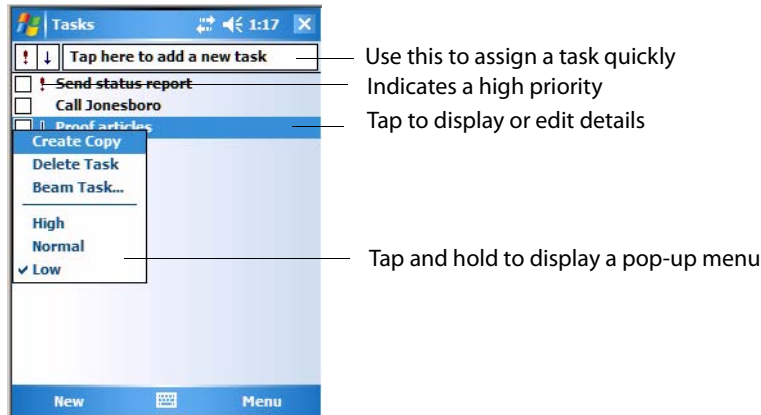 Tasks 1:17
! ↓ Tap here to add a new task
Use this to assign a task quickly
! Send status report
Indicates a high priority
Call Jonesboro
Proof articles
Tap to display or edit details
Create Copy
Delete Task
Beam Task...
High
Normal
Tap and hold to display a pop-up menu
✓ Low
New Menu